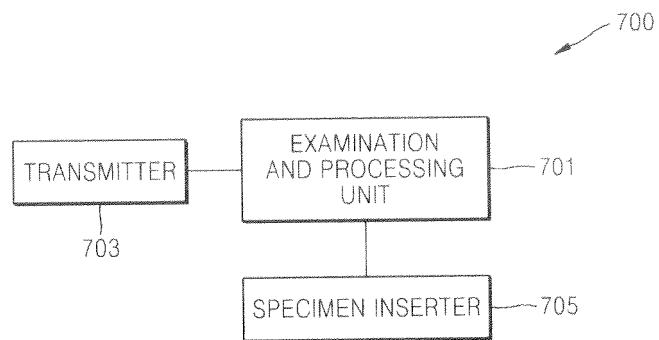 700
EXAMINATION
AND PROCESSING
UNIT
701
TRANSMITTER
703
SPECIMEN INSERTER
705